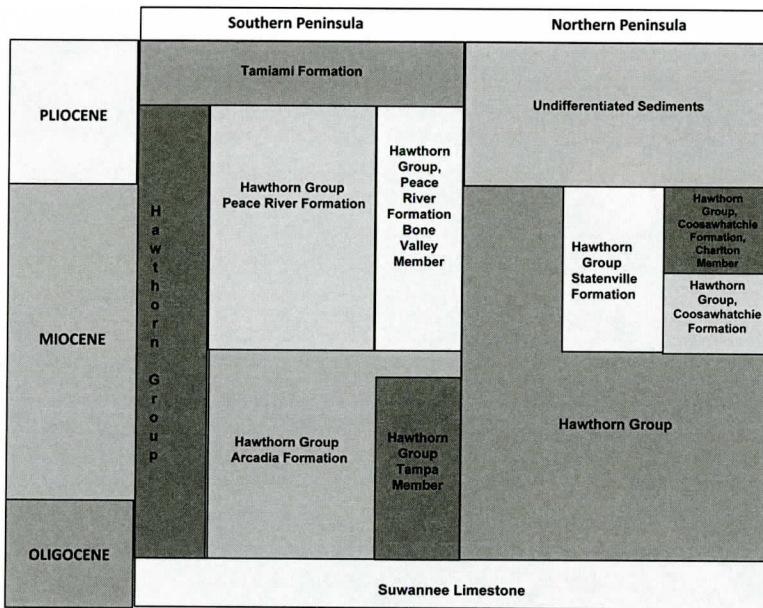 Southern Peninsula
Northern Peninsula
PLIOCENE
MIOCENE
OLIGOCENE
Tamiami Formation
Hawthorn Group
Hawthorn Group
Peace River Formation
Hawthorn
Group,
Peace
River
Formation
Bone
Valley
Member
Hawthorn Group
Arcadia Formation
Hawthorn
Group
Tampa
Member
Undifferentiated Sediments
Hawthorn
Group
Statenville
Formation
Hawthorn
Group,
Coosawhatchie
Formation,
Charlton
Member
Hawthorn
Group,
Coosawhatchie
Formation
Hawthorn Group
Suwannee Limestone